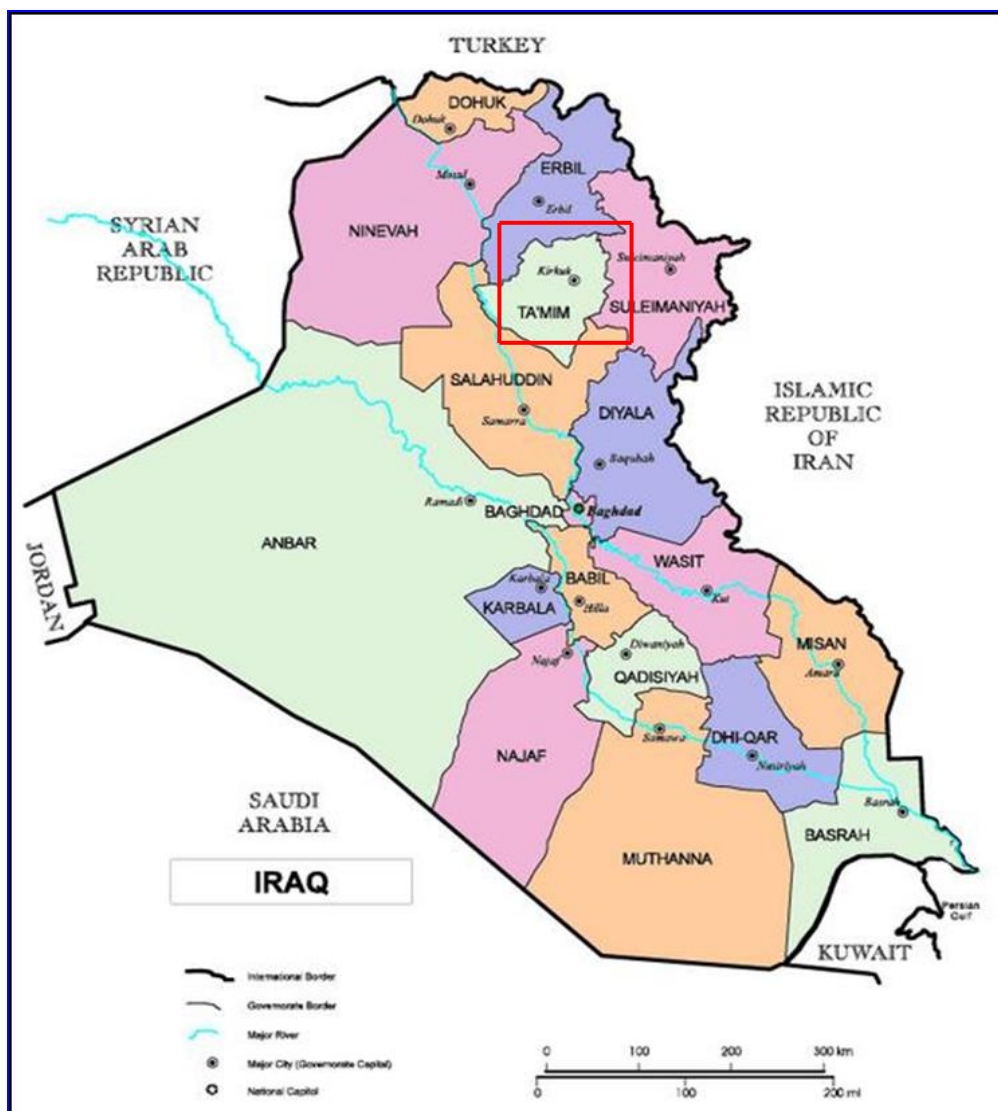 TURKEY
DOHUK
Dohuk
ERBIL
Mosul
Erbil
SYRIAN
ARAB
REPUBLIC
NINEVAH
Kirkuk
Suleimaniyah
TA'MIM
SULEIMANIYAH
SALAHUDDIN
Samarra
DIYALA
ISLAMIC
REPUBLIC
OF
IRAN
Baqubah
Ramadi
BAGHDAD
Baghdad
ANBAR
JORDAN
WASIT
Karbala
BABIL
Kut
KARBALA
Hilla
MISAN
Najaf
Diwaniyah
Amara
QADISIYAH
Samawa
DHI-QAR
NAJAF
Nasiriyah
SAUDI
ARABIA
Basrah
BASRAH
MUTHANNA
IRAQ
Persian
Gulf
KUWAIT
International Border
Governorate Border
Major River
Major City (Governorate Capital)
National Capitol
0 100 200 300 km
0 100 200 mi